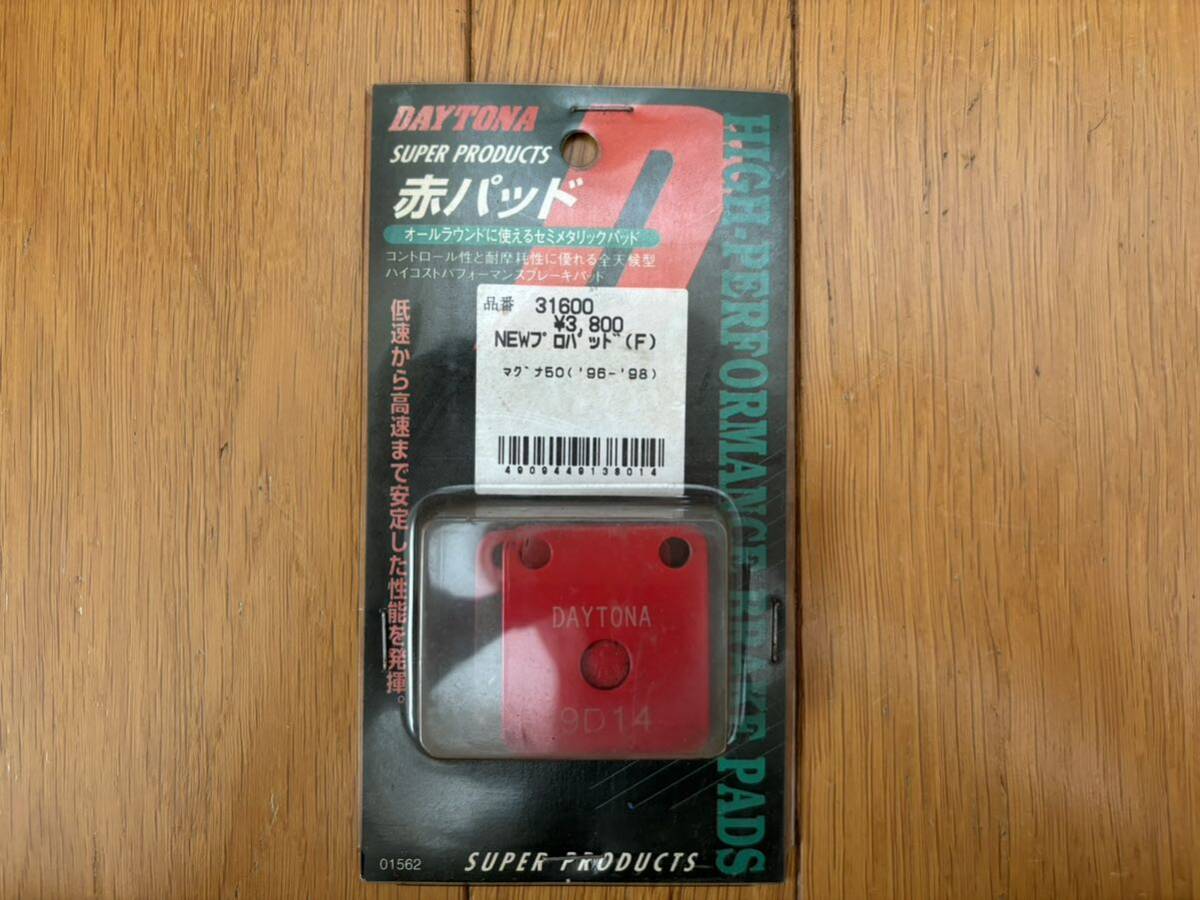 DAYTONA
SUPER PRODUCTS
赤パッド
オールラウンドに使えるセミメタリックパッド
コントロール性と耐摩耗性に優れる全天候型
ハイコストパフォーマンスブレーキパッド
低速から高速まで安定した性能を発揮。
品番 31600
¥3,800
NEWプロパッド(F)
マグナ50('96-'98)
4909449138014
HIGH-PERFORMANCE BRAKE PADS
DAYTONA
9D14
01562
SUPER PRODUCTS